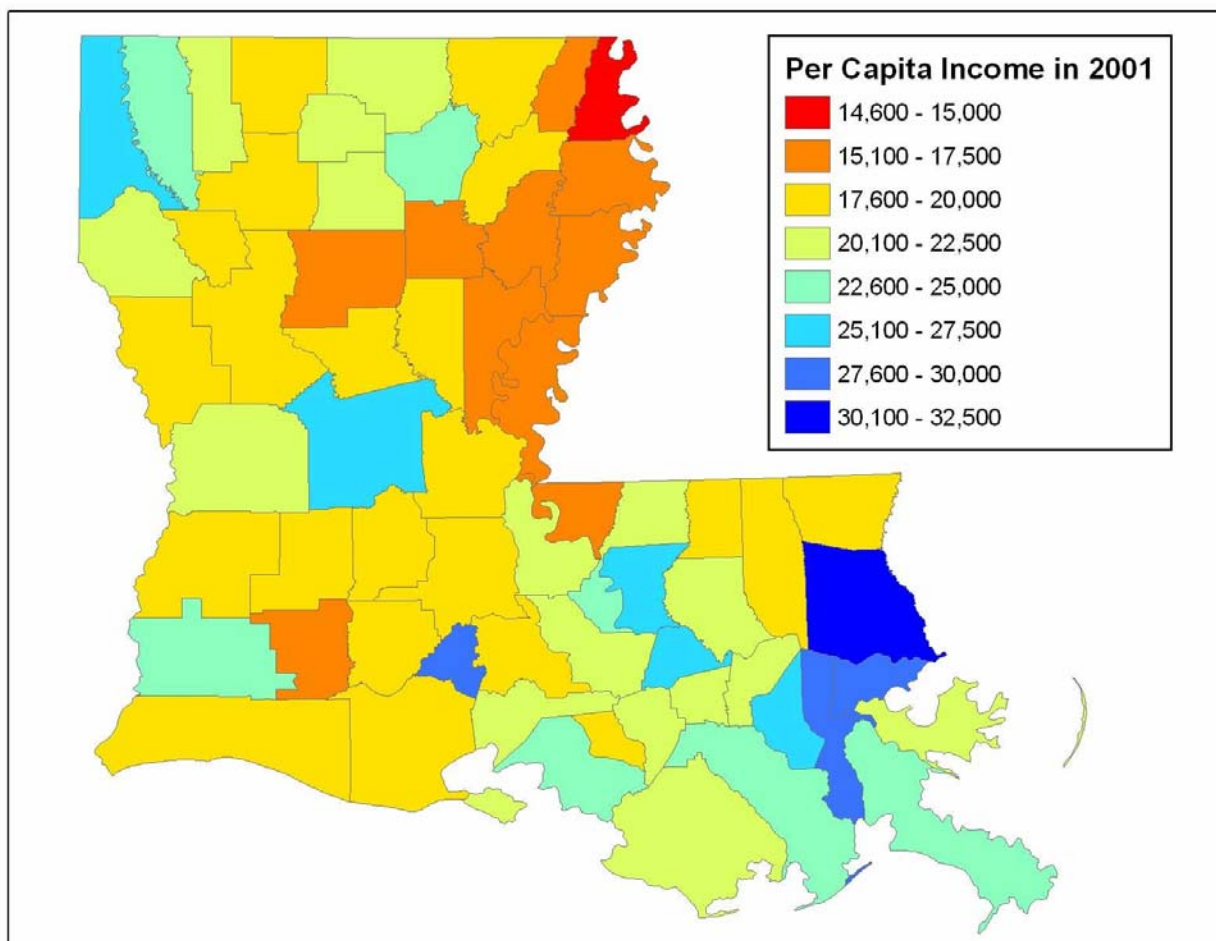 Per Capita Income in 2001
14,600 - 15,000
15,100 - 17,500
17,600 - 20,000
20,100 - 22,500
22,600 - 25,000
25,100 - 27,500
27,600 - 30,000
30,100 - 32,500